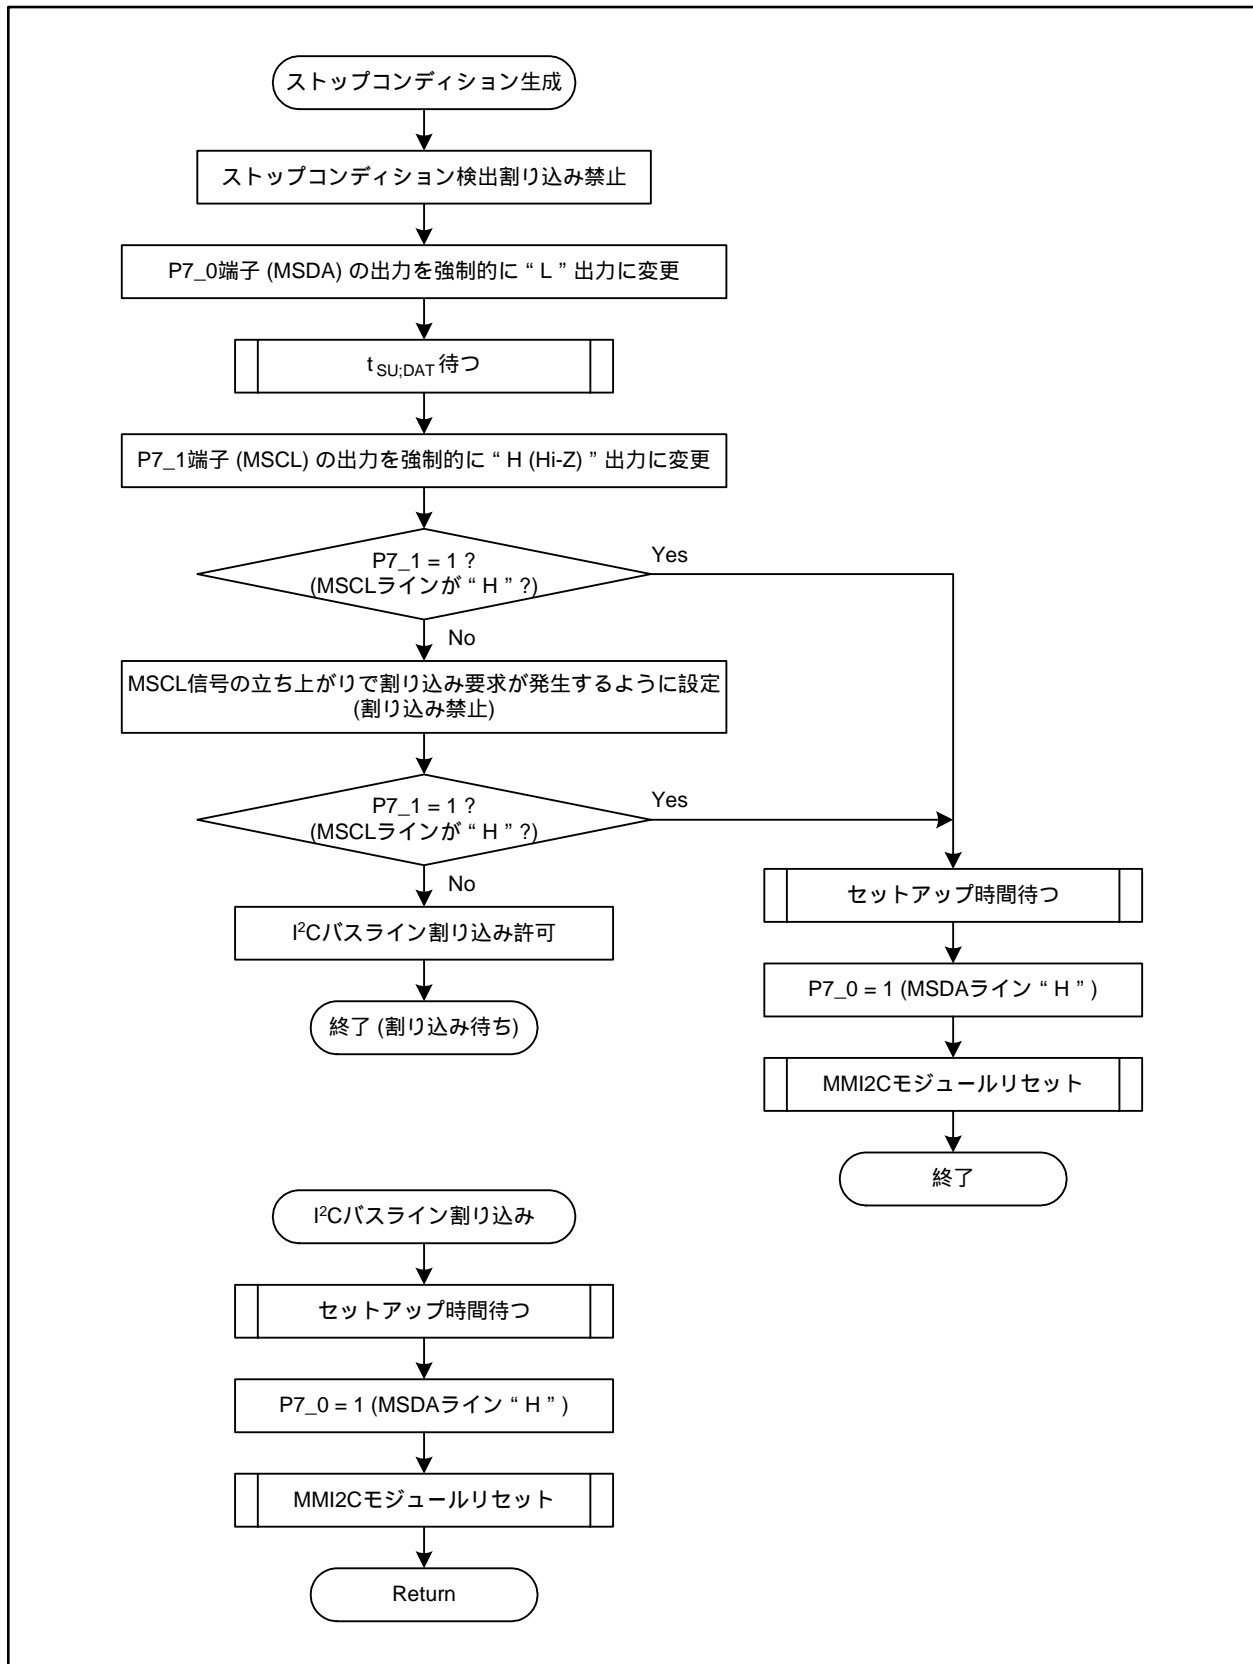 ストップコンディション生成
ストップコンディション検出割り込み禁止
P7_0端子 (MSDA) の出力を強制的に “ L ” 出力に変更
t SU;DAT 待つ
P7_1端子 (MSCL) の出力を強制的に “ H (Hi-Z) ” 出力に変更
P7_1 = 1 ?
(MSCLラインが “ H ” ?)
Yes
No
MSCL信号の立ち上がりで割り込み要求が発生するように設定
(割り込み禁止)
P7_1 = 1 ?
(MSCLラインが “ H ” ?)
Yes
No
I²Cバスライン割り込み許可
終了 (割り込み待ち)
セットアップ時間待つ
P7_0 = 1 (MSDAライン “ H ” )
MMI2Cモジュールリセット
終了
I²Cバスライン割り込み
セットアップ時間待つ
P7_0 = 1 (MSDAライン “ H ” )
MMI2Cモジュールリセット
Return